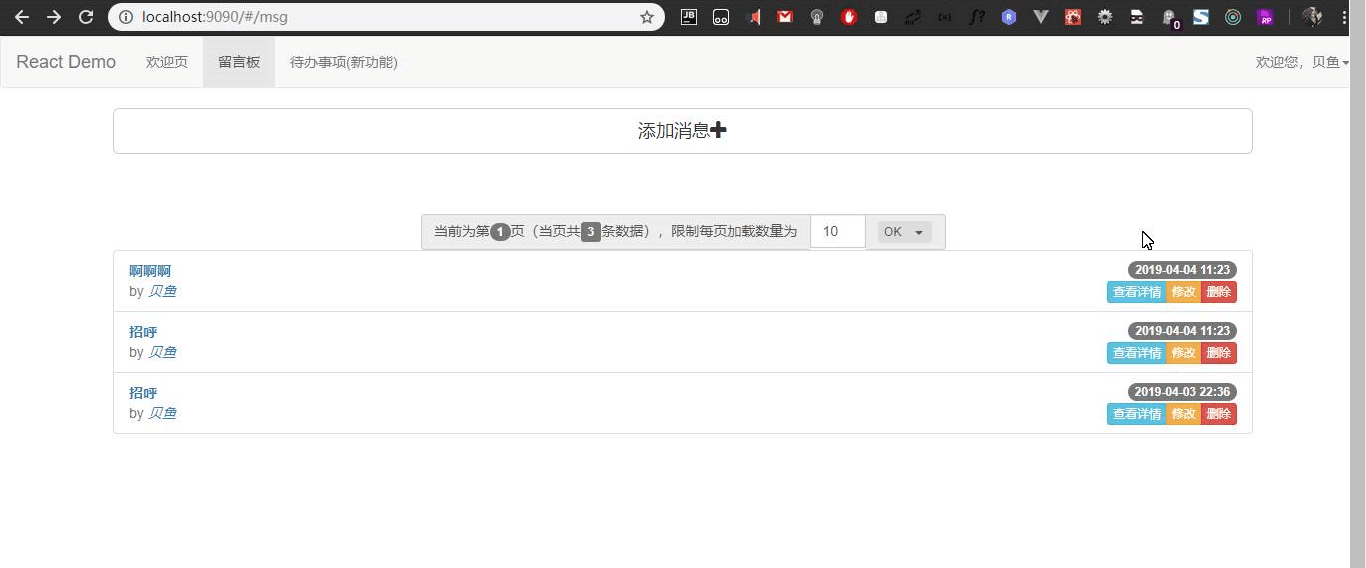 localhost:9090/#/msg
JB
f?
R
0
S
RP
React Demo 欢迎页 留言板 待办事项(新功能) 欢迎您，贝鱼
添加消息
当前为第1页（当页共3条数据），限制每页加载数量为 10 OK
啊啊啊 2019-04-04 11:23
by 贝鱼 查看详情 修改 删除
招呼 2019-04-04 11:23
by 贝鱼 查看详情 修改 删除
招呼 2019-04-03 22:36
by 贝鱼 查看详情 修改 删除